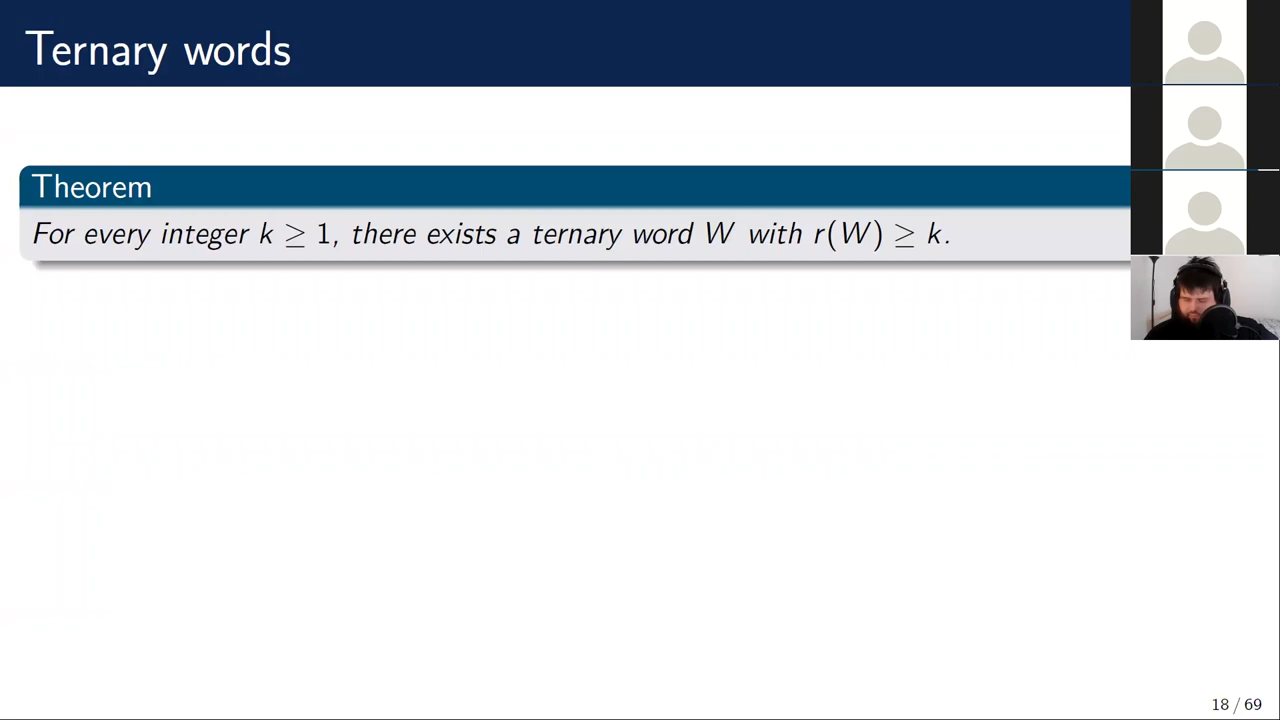 Ternary words
Theorem
For every integer k ≥ 1, there exists a ternary word W with r(W) ≥ k.
18 / 69